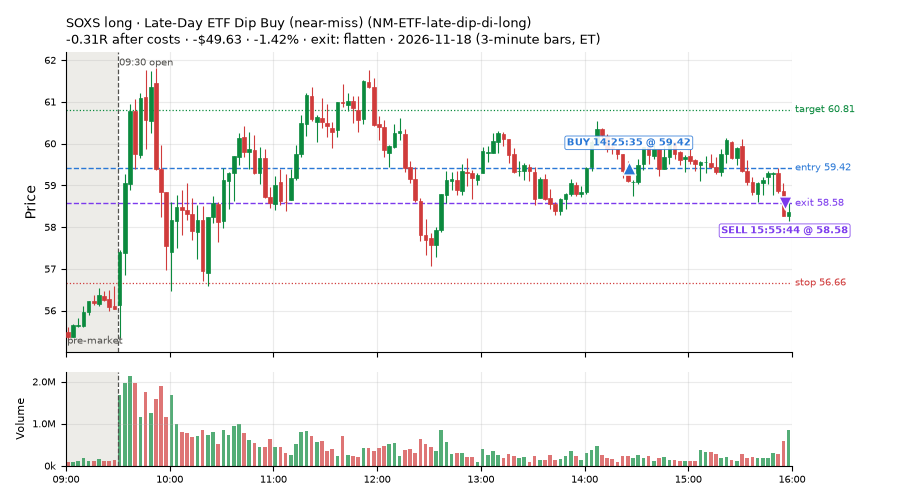 SOXS long · Late-Day ETF Dip Buy (near-miss) (NM-ETF-late-dip-di-long)
-0.31R after costs · -$49.63 · -1.42% · exit: flatten · 2026-11-18 (3-minute bars, ET)
09:30 open
pre-market
62
61
60
59
58
57
56
Price
target 60.81
BUY 14:25:35 @ 59.42
entry 59.42
exit 58.58
SELL 15:55:44 @ 58.58
stop 56.66
2.0M
1.0M
0k
Volume
09:00
10:00
11:00
12:00
13:00
14:00
15:00
16:00